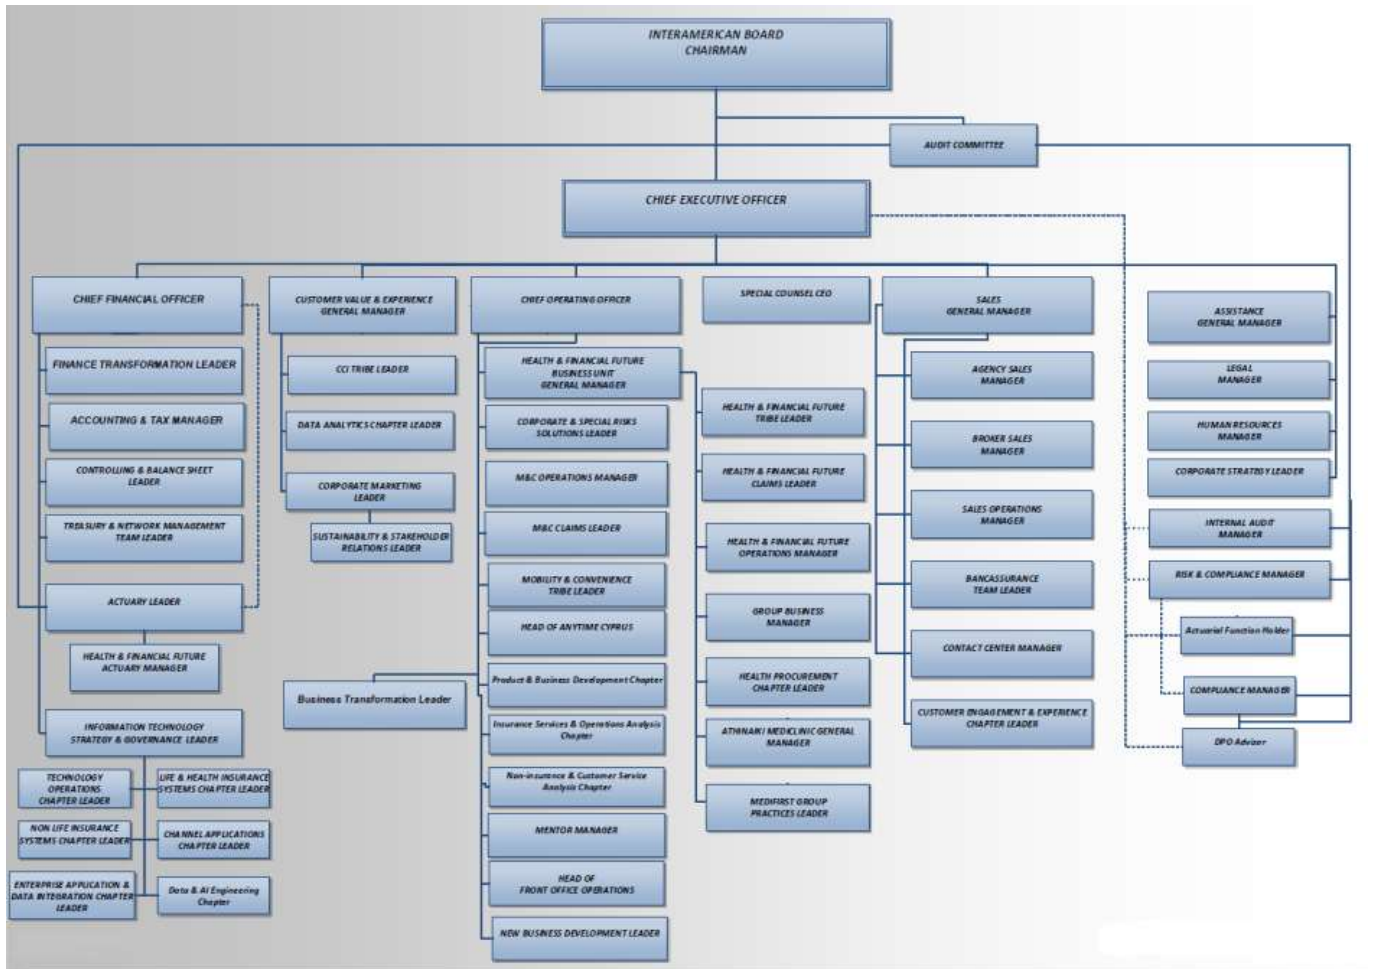 INTERAMERICAN BOARD
CHAIRMAN
AUDIT COMMITTEE
CHIEF EXECUTIVE OFFICER
CHIEF FINANCIAL OFFICER
FINANCE TRANSFORMATION LEADER
ACCOUNTING & TAX MANAGER
CONTROLLING & BALANCE SHEET
LEADER
TREASURY & NETWORK MANAGEMENT
TEAM LEADER
ACTUARY LEADER
HEALTH & FINANCIAL FUTURE
ACTUARY MANAGER
INFORMATION TECHNOLOGY
STRATEGY & GOVERNANCE LEADER
TECHNOLOGY
OPERATIONS
CHAPTER LEADER
LIFE & HEALTH INSURANCE
SYSTEMS CHAPTER LEADER
NON LIFE INSURANCE
SYSTEMS CHAPTER LEADER
CHANNEL APPLICATIONS
CHAPTER LEADER
ENTERPRISE APPLICATION &
DATA INTEGRATION CHAPTER
LEADER
Data & AI Engineering
Chapter
CUSTOMER VALUE & EXPERIENCE
GENERAL MANAGER
CCI TRIBE LEADER
DATA ANALYTICS CHAPTER LEADER
CORPORATE MARKETING
LEADER
SUSTAINABILITY & STAKEHOLDER
RELATIONS LEADER
Business Transformation Leader
CHIEF OPERATING OFFICER
HEALTH & FINANCIAL FUTURE
BUSINESS UNIT
GENERAL MANAGER
CORPORATE & SPECIAL RISKS
SOLUTIONS LEADER
M&C OPERATIONS MANAGER
M&C CLAIMS LEADER
MOBILITY & CONVENIENCE
TRIBE LEADER
HEAD OF ANYTIME CYPRUS
Product & Business Development Chapter
Insurance Services & Operations Analysis
Chapter
Non-insurance & Customer Service
Analysis Chapter
MENTOR MANAGER
HEAD OF
FRONT OFFICE OPERATIONS
NEW BUSINESS DEVELOPMENT LEADER
SPECIAL COUNSEL CEO
HEALTH & FINANCIAL FUTURE
TRIBE LEADER
HEALTH & FINANCIAL FUTURE
CLAIMS LEADER
HEALTH & FINANCIAL FUTURE
OPERATIONS MANAGER
GROUP BUSINESS
MANAGER
HEALTH PROCUREMENT
CHAPTER LEADER
ATHINAIKI MEDICLINIC GENERAL
MANAGER
MEDIFIRST GROUP
PRACTICES LEADER
SALES
GENERAL MANAGER
AGENCY SALES
MANAGER
BROKER SALES
MANAGER
SALES OPERATIONS
MANAGER
BANCASSURANCE
TEAM LEADER
CONTACT CENTER MANAGER
CUSTOMER ENGAGEMENT & EXPERIENCE
CHAPTER LEADER
ASSISTANCE
GENERAL MANAGER
LEGAL
MANAGER
HUMAN RESOURCES
MANAGER
CORPORATE STRATEGY LEADER
INTERNAL AUDIT
MANAGER
RISK & COMPLIANCE MANAGER
Actuarial Function Holder
COMPLIANCE MANAGER
DPO Advisor